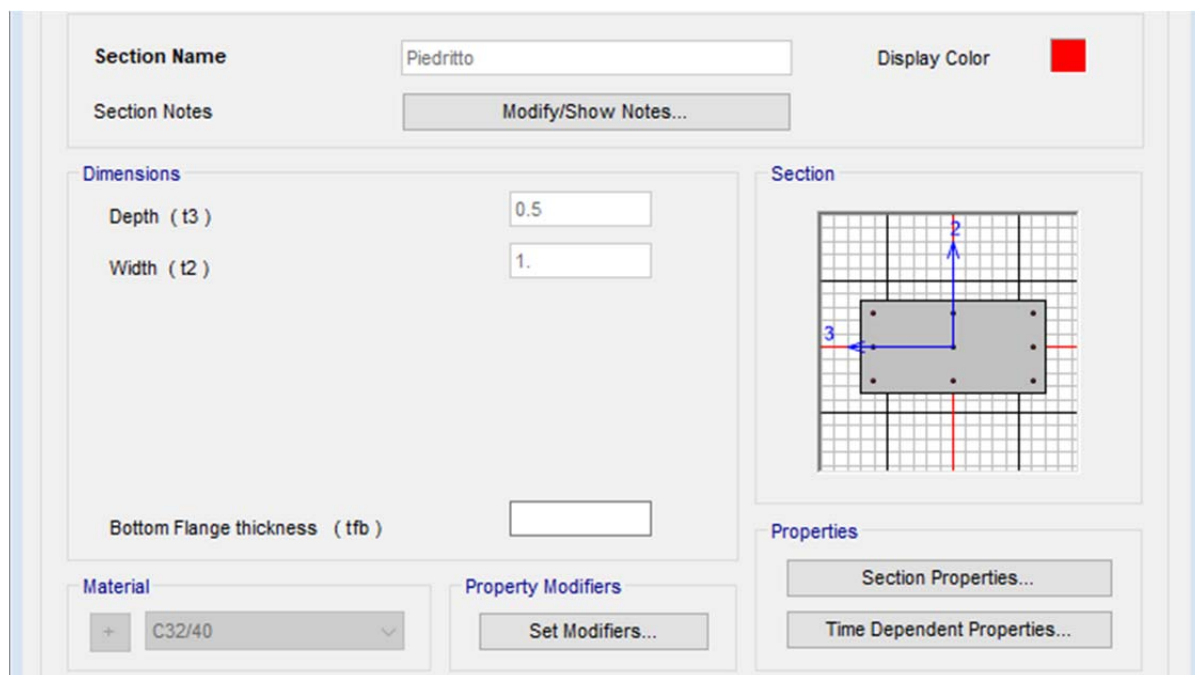 Section Name Piedritto Display Color
Section Notes Modify/Show Notes...
Dimensions
Depth ( t3 ) 0.5
Width ( t2 ) 1.
Bottom Flange thickness ( tfb )
Section
2
3
Properties
Section Properties...
Time Dependent Properties...
Material
+ C32/40
Property Modifiers
Set Modifiers...